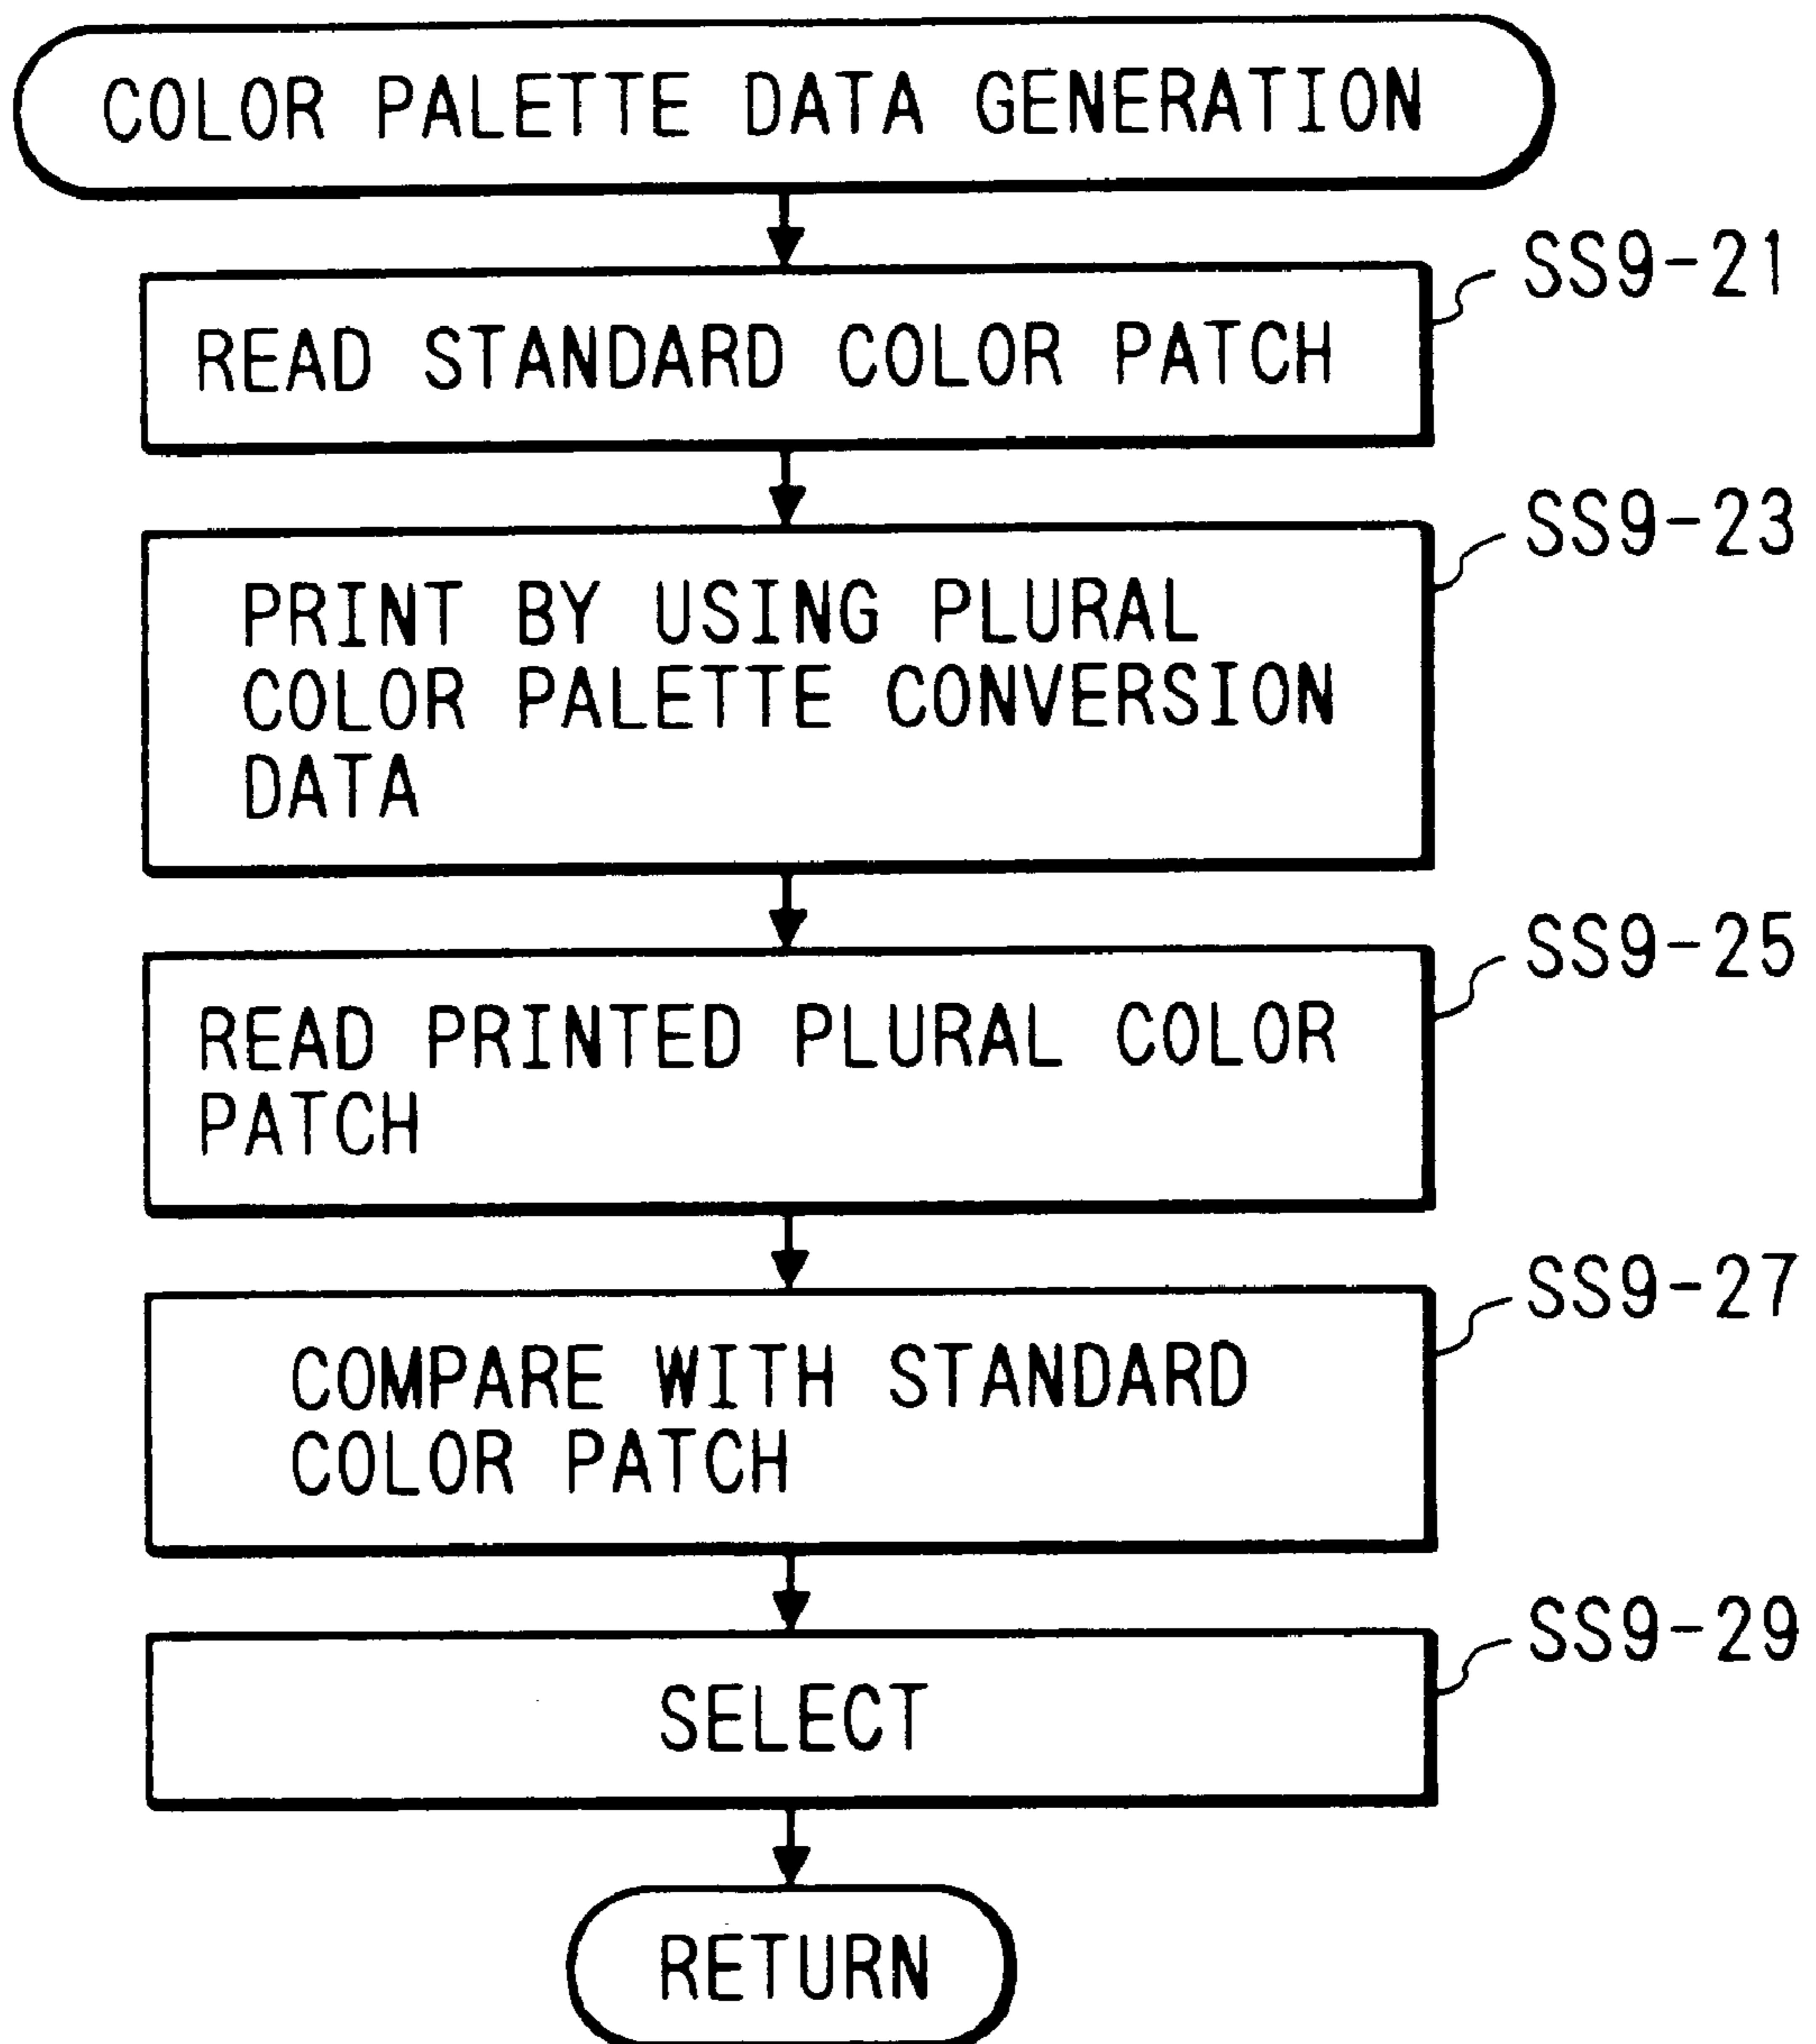 COLOR PALETTE DATA GENERATION
SS9-21
READ STANDARD COLOR PATCH
SS9-23
PRINT BY USING PLURAL
COLOR PALETTE CONVERSION
DATA
SS9-25
READ PRINTED PLURAL COLOR
PATCH
SS9-27
COMPARE WITH STANDARD
COLOR PATCH
SS9-29
SELECT
RETURN